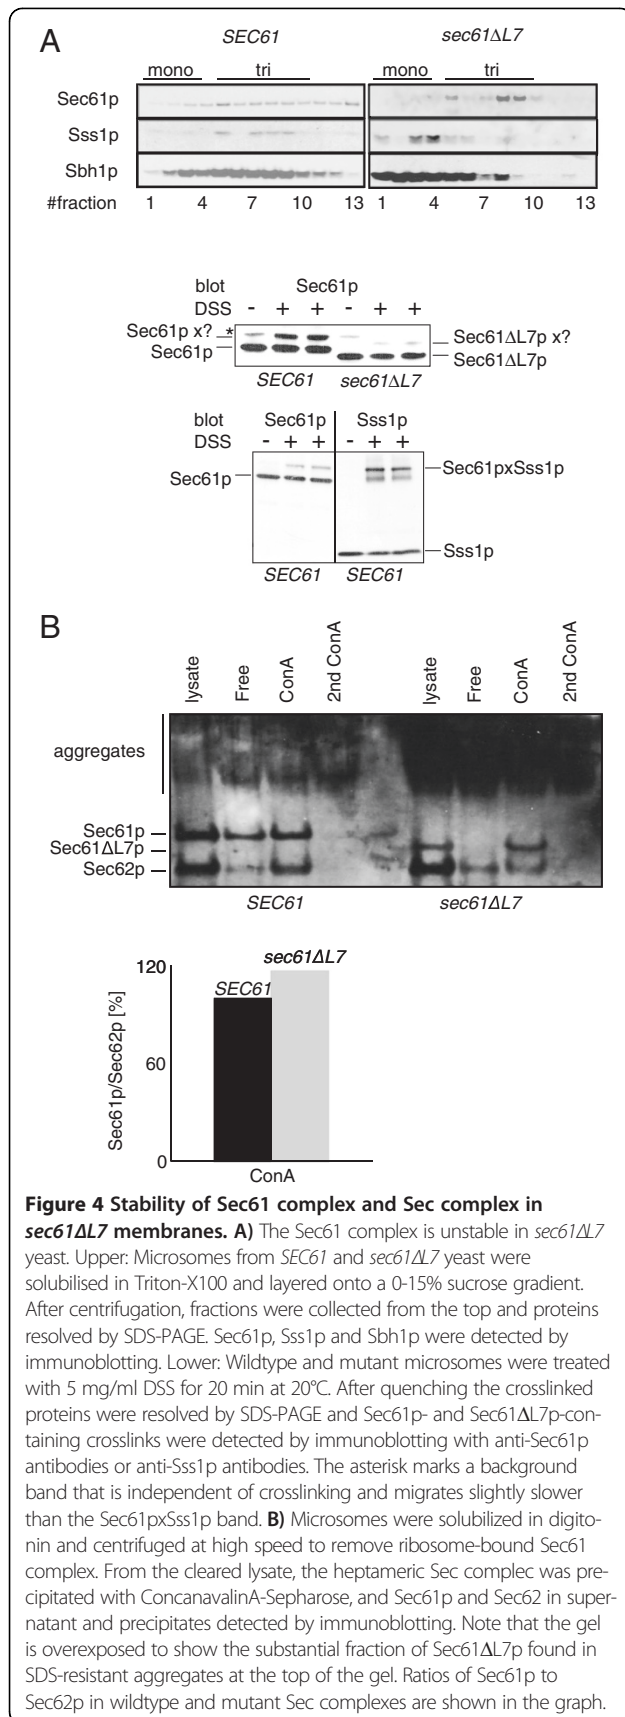 A
SEC61 sec61ΔL7
mono tri mono tri
Sec61p
Sss1p
Sbh1p
#fraction 1 4 7 10 13 1 4 7 10 13
blot Sec61p
DSS - + + - + +
Sec61p x? * Sec61ΔL7p x?
Sec61p Sec61ΔL7p
SEC61 sec61ΔL7
blot Sec61p Sss1p
DSS - + + - + +
Sec61p Sec61pxSss1p
Sss1p
SEC61 SEC61
B
lysate Free ConA 2nd ConA lysate Free ConA 2nd ConA
aggregates
Sec61p
Sec61ΔL7p
Sec62p
SEC61 sec61ΔL7
Sec61p/Sec62p [%]
120
60
0
SEC61 sec61ΔL7
ConA
Figure 4 Stability of Sec61 complex and Sec complex in
sec61ΔL7 membranes. A) The Sec61 complex is unstable in sec61ΔL7
yeast. Upper: Microsomes from SEC61 and sec61ΔL7 yeast were
solubilised in Triton-X100 and layered onto a 0-15% sucrose gradient.
After centrifugation, fractions were collected from the top and proteins
resolved by SDS-PAGE. Sec61p, Sss1p and Sbh1p were detected by
immunoblotting. Lower: Wildtype and mutant microsomes were treated
with 5 mg/ml DSS for 20 min at 20°C. After quenching the crosslinked
proteins were resolved by SDS-PAGE and Sec61p- and Sec61ΔL7p-con-
taining crosslinks were detected by immunoblotting with anti-Sec61p
antibodies or anti-Sss1p antibodies. The asterisk marks a background
band that is independent of crosslinking and migrates slightly slower
than the Sec61pxSss1p band. B) Microsomes were solubilized in digito-
nin and centrifuged at high speed to remove ribosome-bound Sec61
complex. From the cleared lysate, the heptameric Sec complec was pre-
cipitated with ConcanavalinA-Sepharose, and Sec61p and Sec62 in super-
natant and precipitates detected by immunoblotting. Note that the gel
is overexposed to show the substantial fraction of Sec61ΔL7p found in
SDS-resistant aggregates at the top of the gel. Ratios of Sec61p to
Sec62p in wildtype and mutant Sec complexes are shown in the graph.